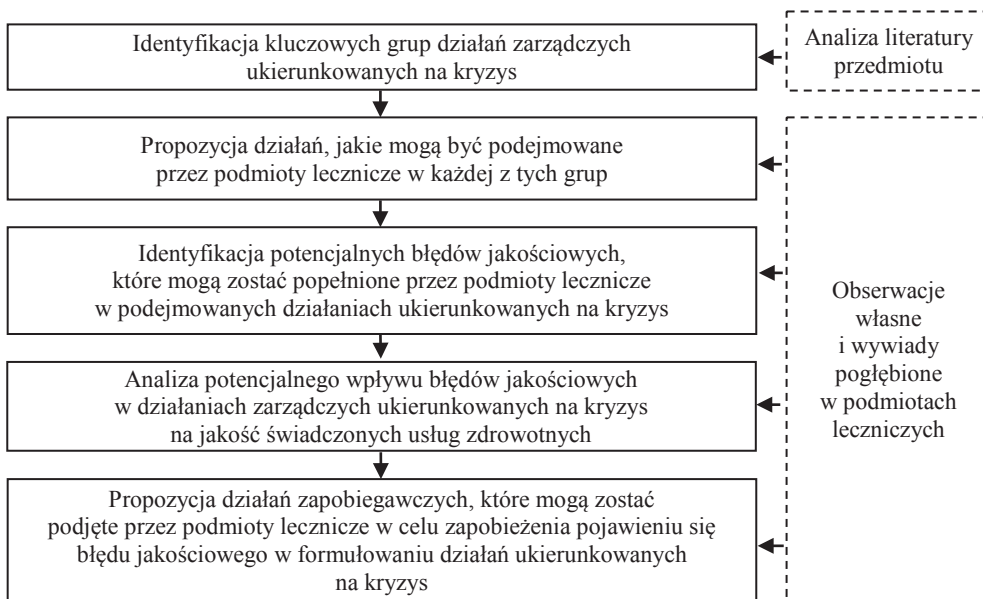 Identyfikacja kluczowych grup działań zarządczych
ukierunkowanych na kryzys
Analiza literatury
przedmiotu
Propozycja działań, jakie mogą być podejmowane
przez podmioty lecznicze w każdej z tych grup
Identyfikacja potencjalnych błędów jakościowych,
które mogą zostać popełnione przez podmioty lecznicze
w podejmowanych działaniach ukierunkowanych na kryzys
Analiza potencjalnego wpływu błędów jakościowych
w działaniach zarządczych ukierunkowanych na kryzys
na jakość świadczonych usług zdrowotnych
Propozycja działań zapobiegawczych, które mogą zostać
podjęte przez podmioty lecznicze w celu zapobieżenia pojawieniu się
błędu jakościowego w formułowaniu działań ukierunkowanych
na kryzys
Obserwacje
własne
i wywiady
pogłębione
w podmiotach
leczniczych